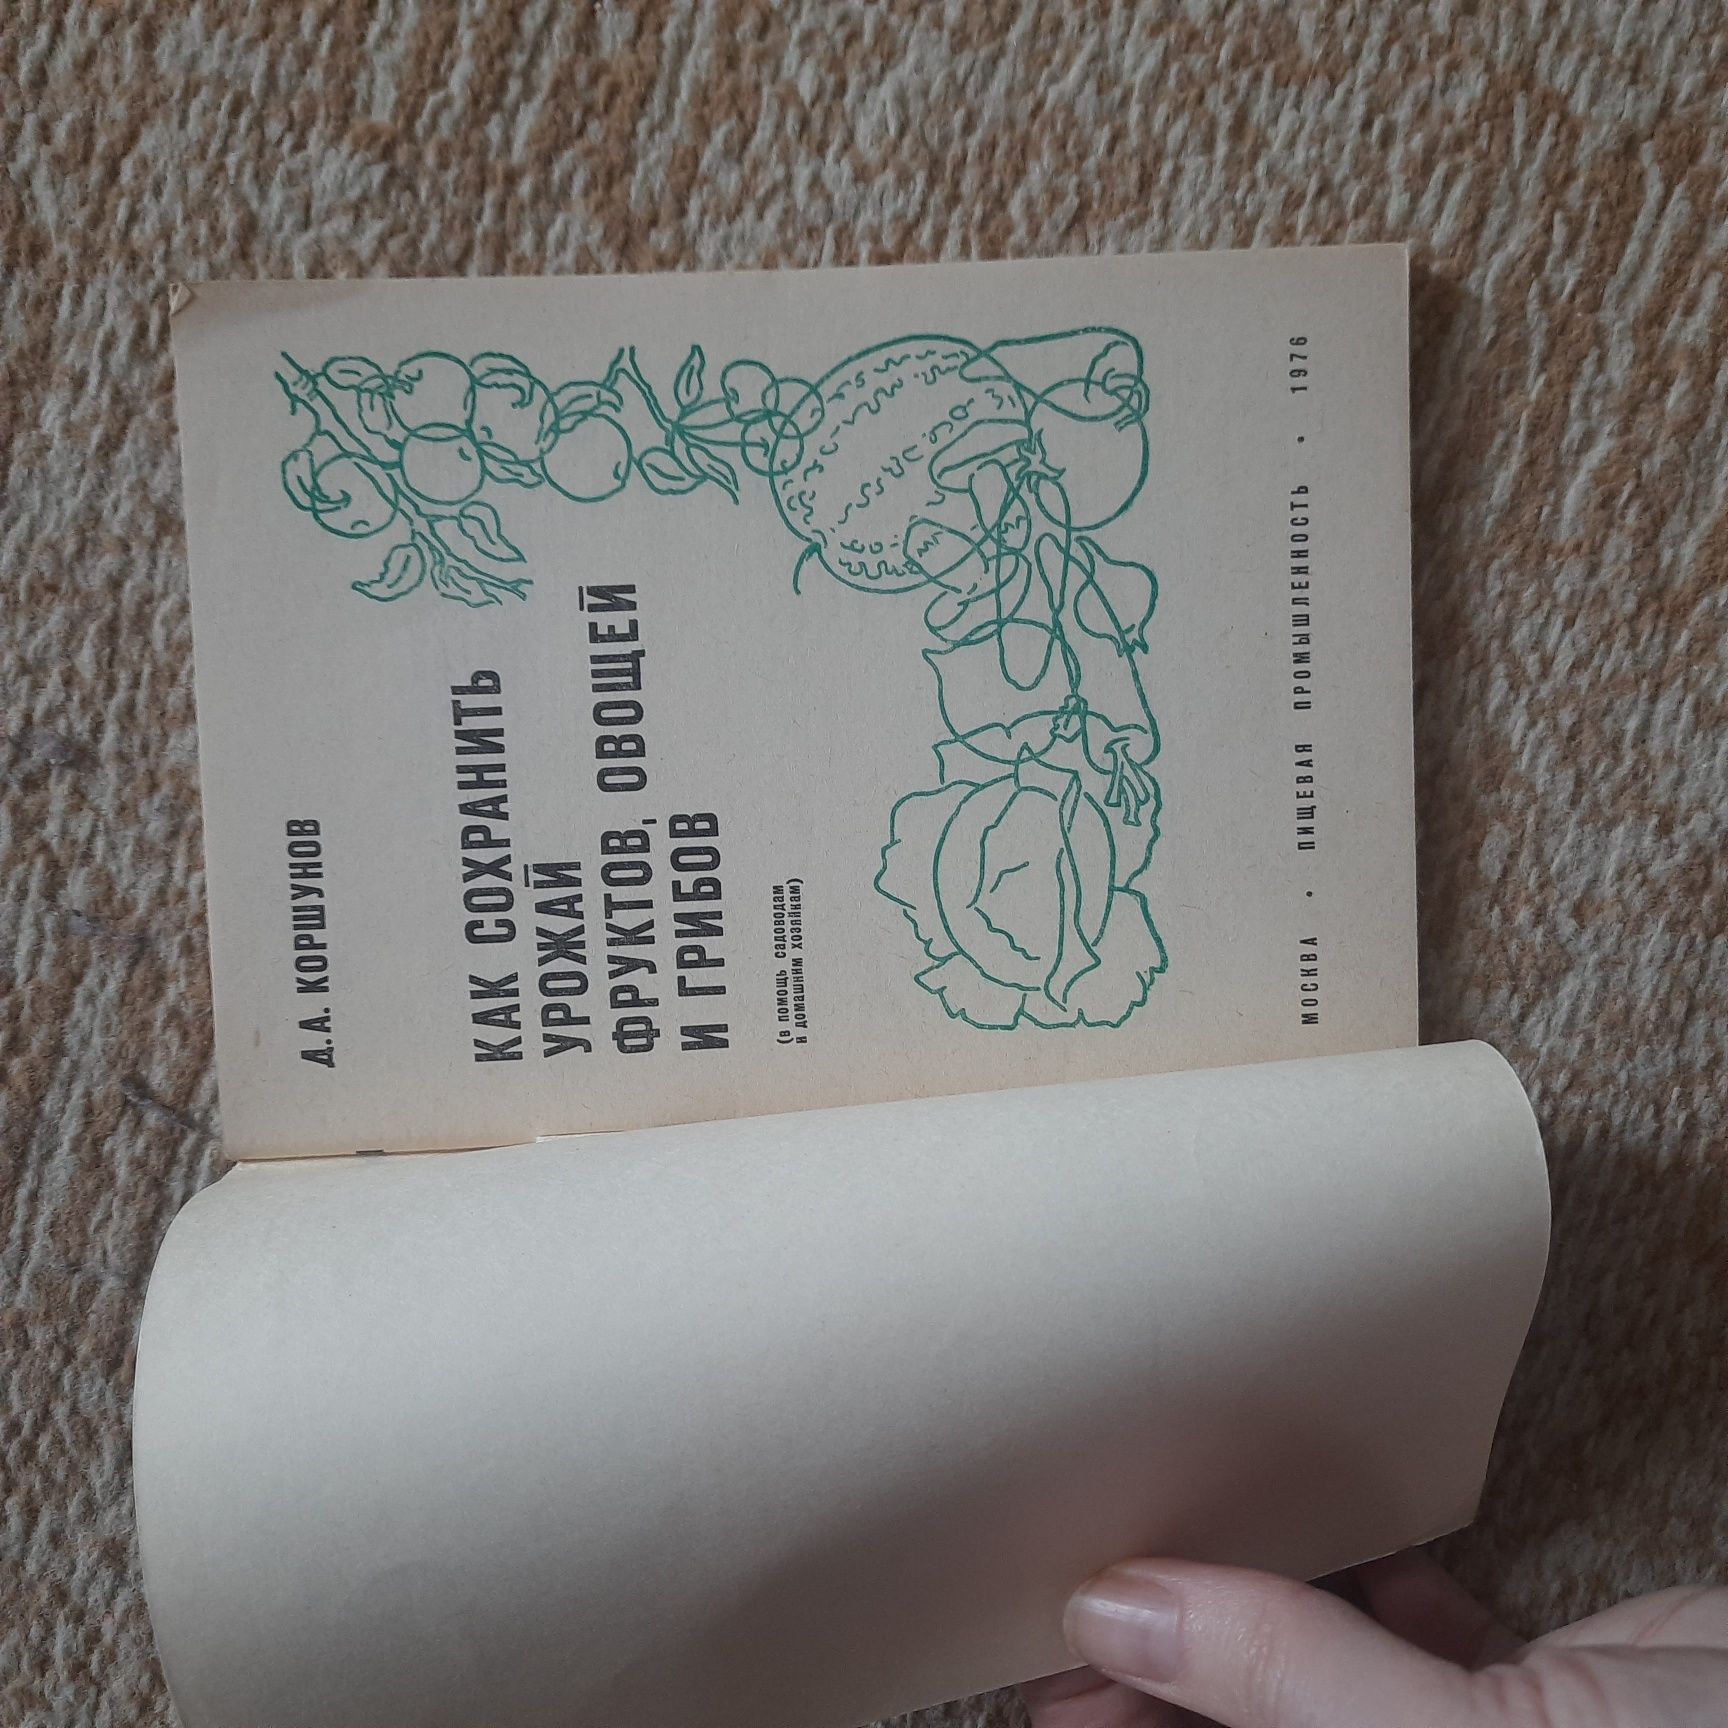 Д. А. КОРШУНОВ
КАК СОХРАНИТЬ
УРОЖАЙ
ФРУКТОВ, ОВОЩЕЙ
И ГРИБОВ
(в помощь садоводам
и домашним хозяйкам)
МОСКВА • ПИЩЕВАЯ ПРОМЫШЛЕННОСТЬ • 1976